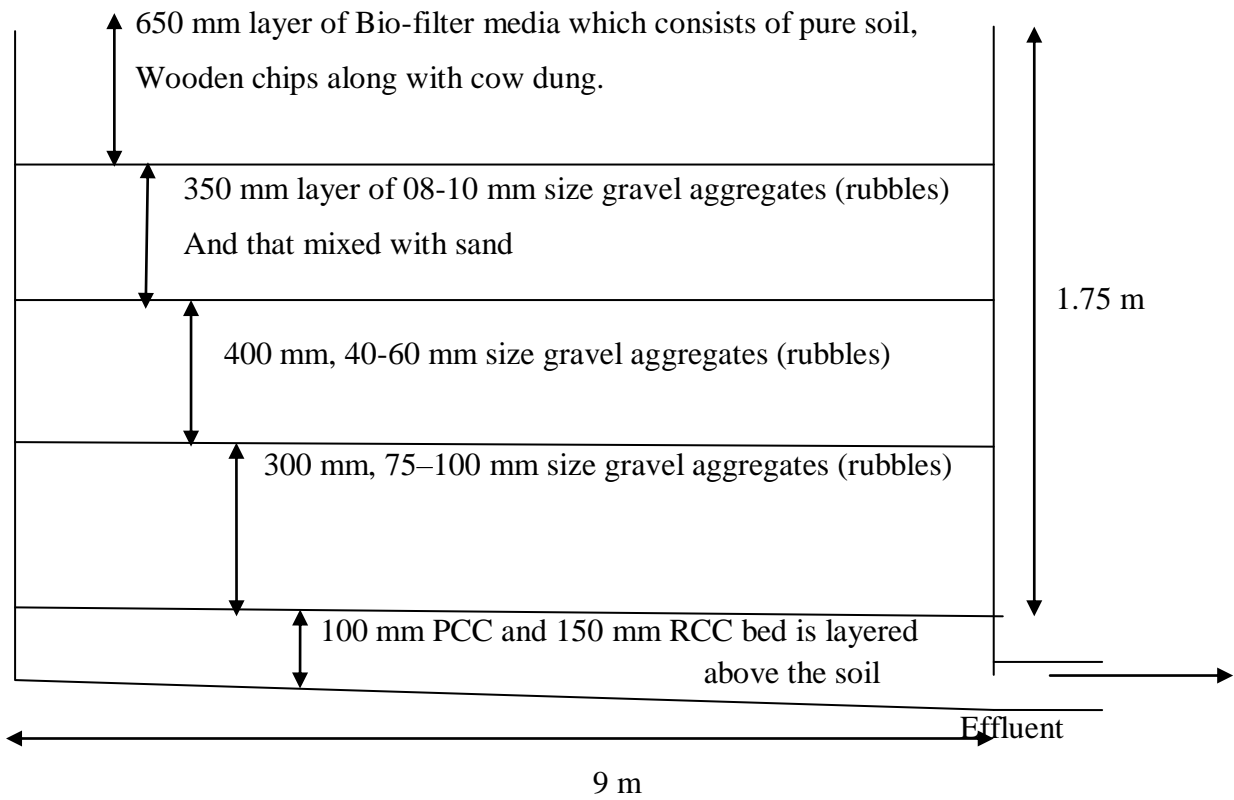 650 mm layer of Bio-filter media which consists of pure soil,
Wooden chips along with cow dung.
350 mm layer of 08-10 mm size gravel aggregates (rubbles)
And that mixed with sand
1.75 m
400 mm, 40-60 mm size gravel aggregates (rubbles)
300 mm, 75–100 mm size gravel aggregates (rubbles)
100 mm PCC and 150 mm RCC bed is layered
above the soil
Effluent
9 m